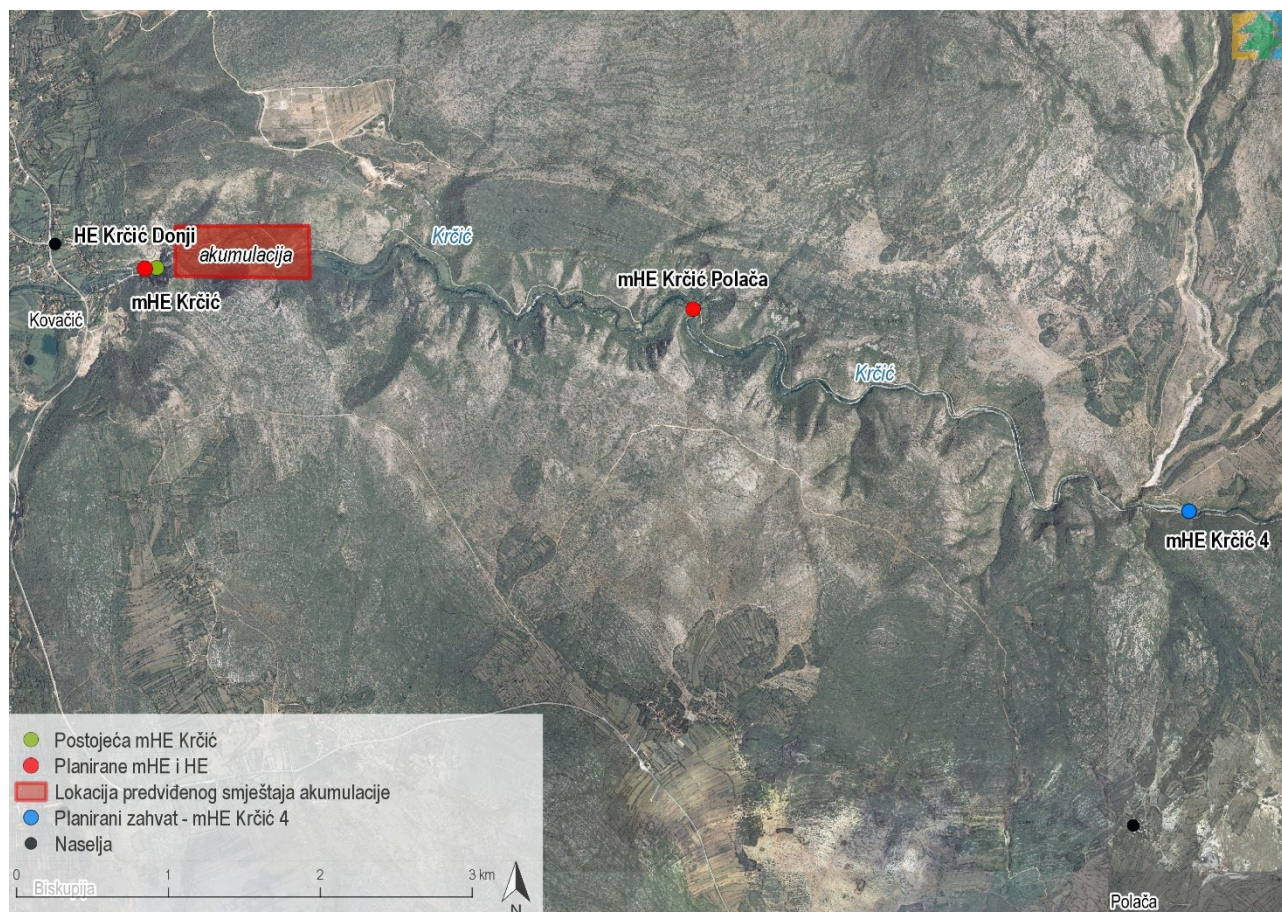 Krčić
HE Krčić Donji
akumulacija
mHE Krčić
mHE Krčić Polača
Kovačić
Krčić
mHE Krčić 4
Postojeća mHE Krčić
Planirane mHE i HE
Lokacija predviđenog smještaja akumulacije
Planirani zahvat - mHE Krčić 4
Naselja
0 1 2 3 km
N
Biskupija
Polača